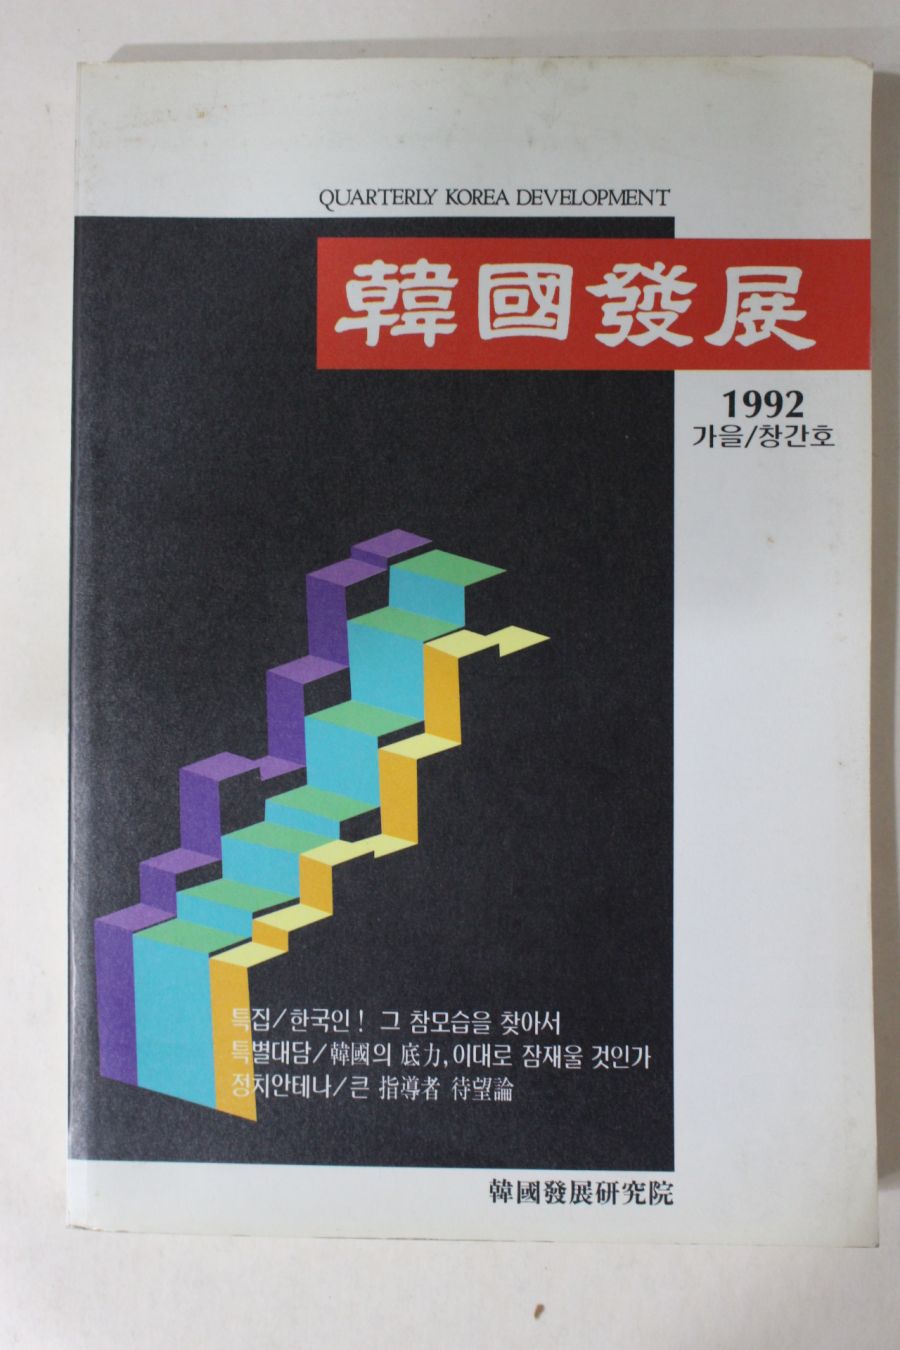 QUARTERLY KOREA DEVELOPMENT
韓國發展
1992
가을/창간호
특집/한국인! 그 참모습을 찾아서
특별대담/韓國의 底力,이대로 잠재울 것인가
정치안테나/큰 指導者 待望論
韓國發展研究院